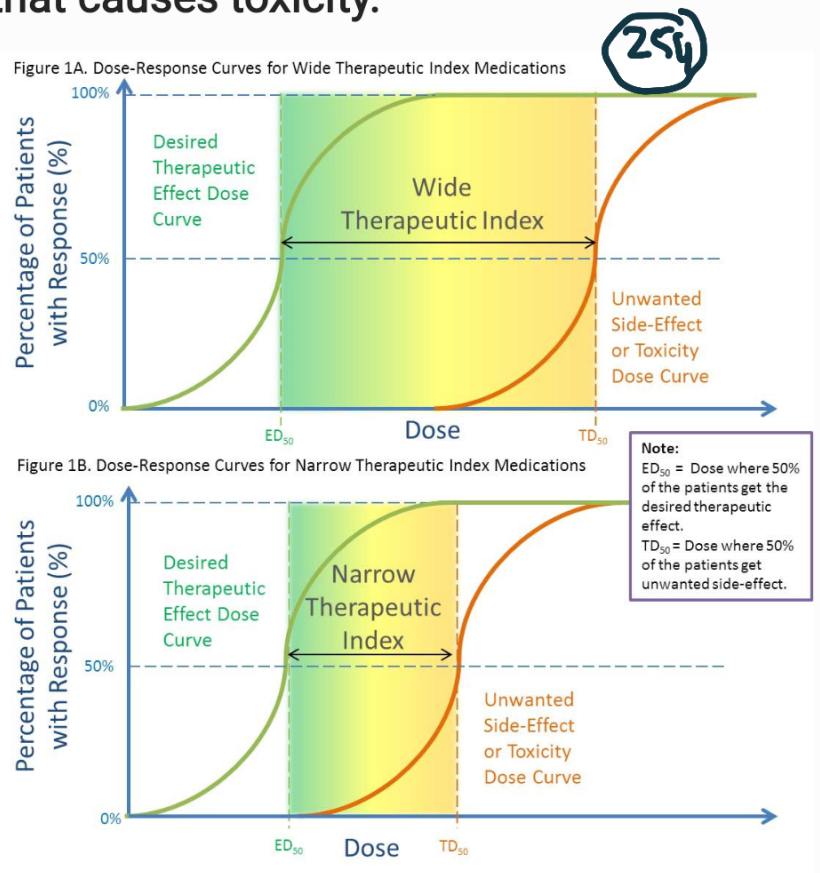 that causes toxicity.
254
Figure 1A. Dose-Response Curves for Wide Therapeutic Index Medications
100%
Desired
Therapeutic
Effect Dose
Curve
Wide
Therapeutic Index
Percentage of Patients
with Response (%)
50%
Unwanted
Side-Effect
or Toxicity
Dose Curve
0%
ED50
Dose
TD50
Figure 1B. Dose-Response Curves for Narrow Therapeutic Index Medications
Note:
ED50 = Dose where 50%
of the patients get the
desired therapeutic
effect.
TD50 = Dose where 50%
of the patients get
unwanted side-effect.
100%
Desired
Therapeutic
Effect Dose
Curve
Narrow
Therapeutic
Index
Percentage of Patients
with Response (%)
50%
Unwanted
Side-Effect
or Toxicity
Dose Curve
0%
ED50
Dose
TD50